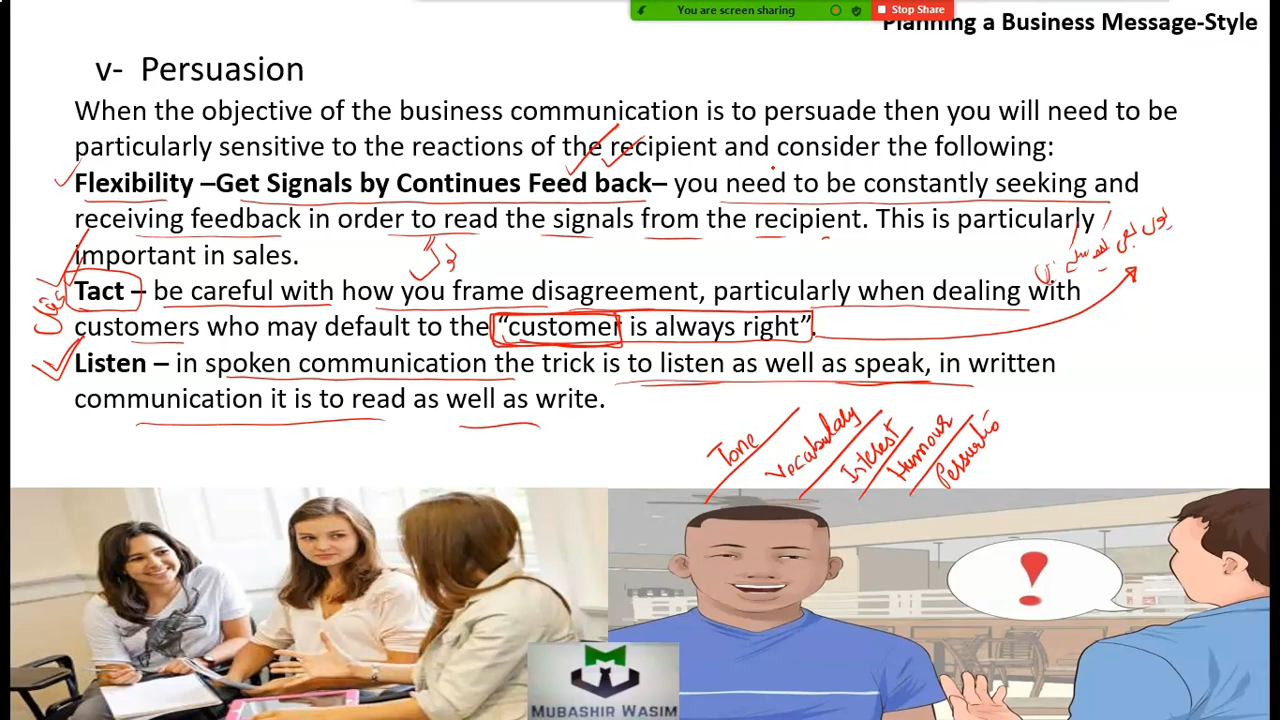 You are screen sharing
Stop Share
Planning a Business Message-Style
v- Persuasion
When the objective of the business communication is to persuade then you will need to be
particularly sensitive to the reactions of the recipient and consider the following:
Flexibility –Get Signals by Continues Feed back– you need to be constantly seeking and
receiving feedback in order to read the signals from the recipient. This is particularly
important in sales.
Tact – be careful with how you frame disagreement, particularly when dealing with
customers who may default to the “customer is always right”.
Listen – in spoken communication the trick is to listen as well as speak, in written
communication it is to read as well as write.
Tone
Vocabulary
Interest
Humour
MUBASHIR WASIM